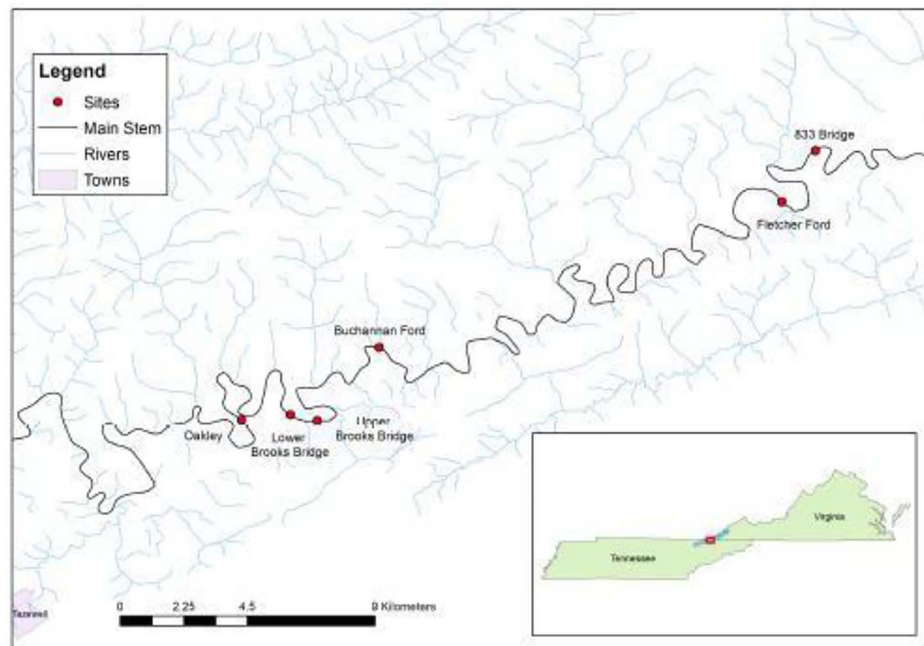 Legend
Sites
Main Stem
Rivers
Towns
833 Bridge
Fletcher Ford
Buchannan Ford
Oakley
Lower
Brooks Bridge
Upper
Brooks Bridge
Virginia
Tennessee
Tazewell
0 2.25 4.5 9 Kilometers